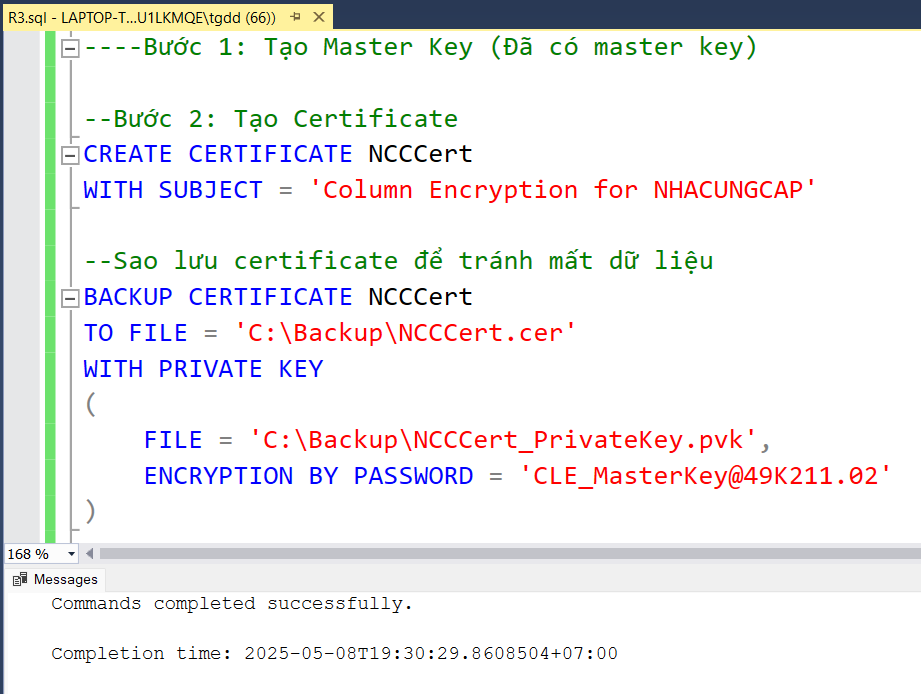 R3.sql - LAPTOP-T...U1LKMQE\tgdd (66))
----Bước 1: Tạo Master Key (Đã có master key)
--Bước 2: Tạo Certificate
CREATE CERTIFICATE NCCCert
WITH SUBJECT = 'Column Encryption for NHACUNGCAP'
--Sao lưu certificate để tránh mất dữ liệu
BACKUP CERTIFICATE NCCCert
TO FILE = 'C:\Backup\NCCCert.cer'
WITH PRIVATE KEY
(
FILE = 'C:\Backup\NCCCert_PrivateKey.pvk',
ENCRYPTION BY PASSWORD = 'CLE_MasterKey@49K211.02'
)
168 %
Messages
Commands completed successfully.
Completion time: 2025-05-08T19:30:29.8608504+07:00